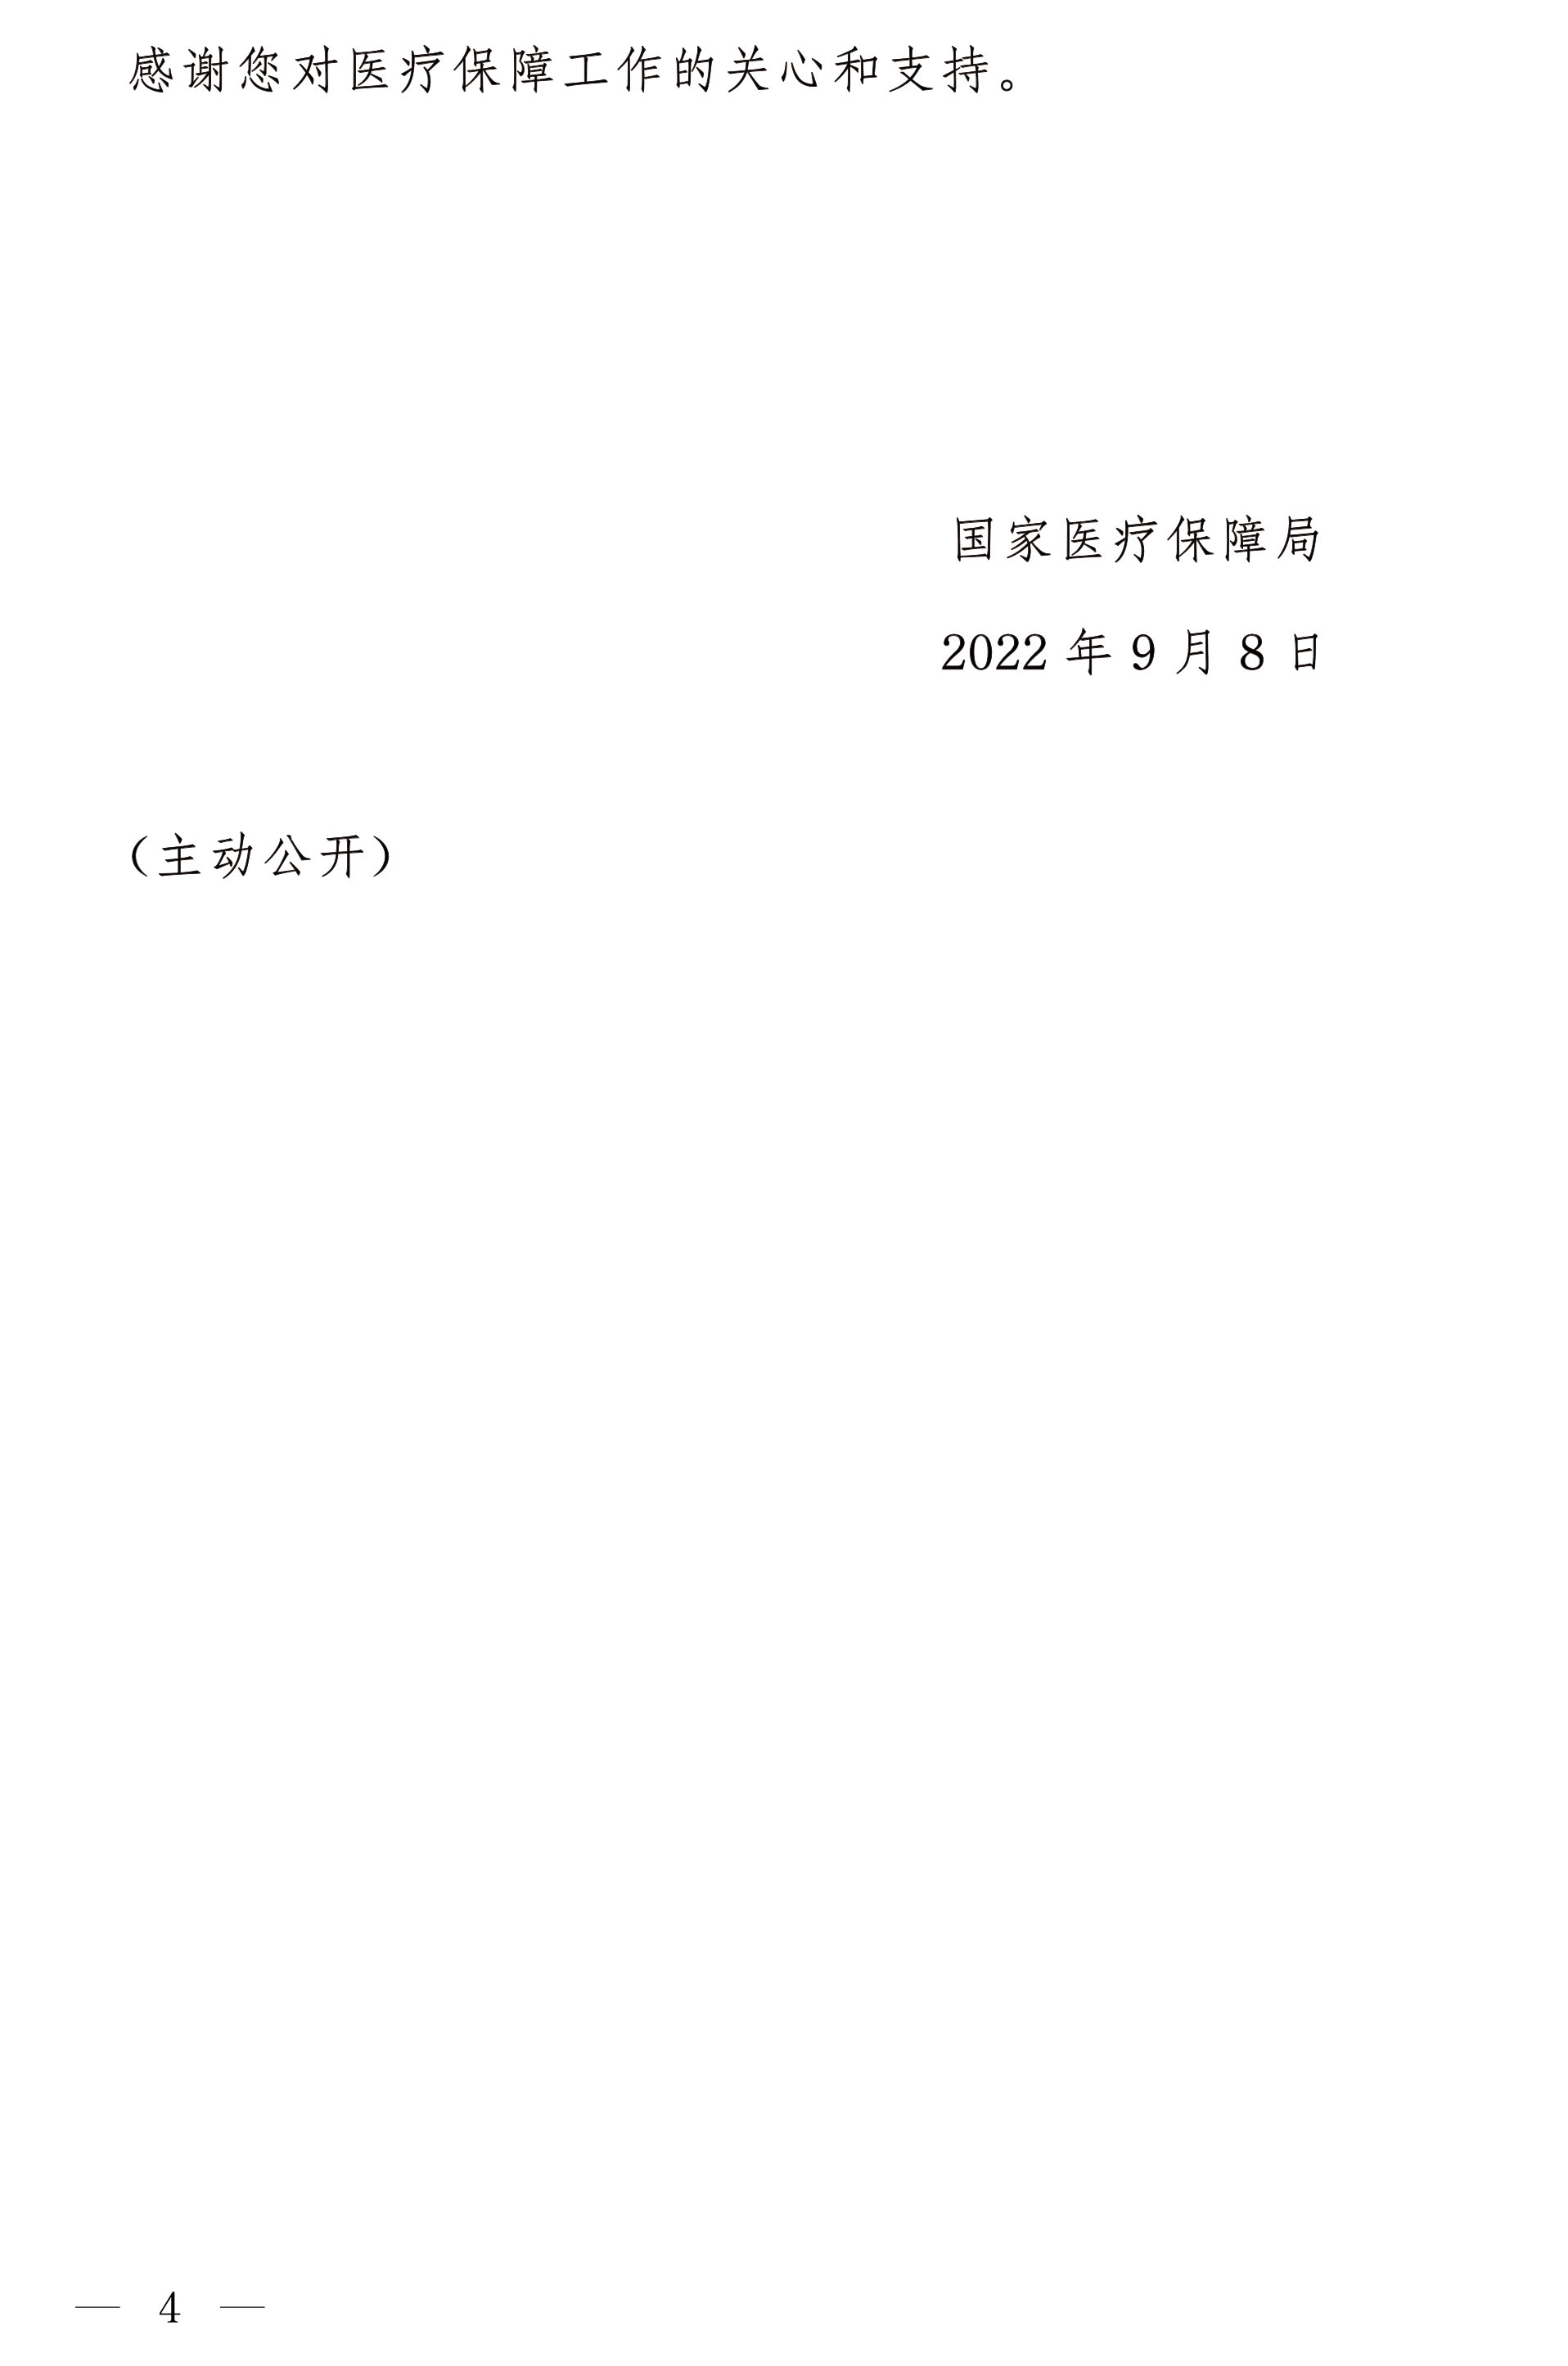 感谢您对医疗保障工作的关心和支持。
国家医疗保障局
2022 年 9 月 8 日
（主动公开）
— 4 —